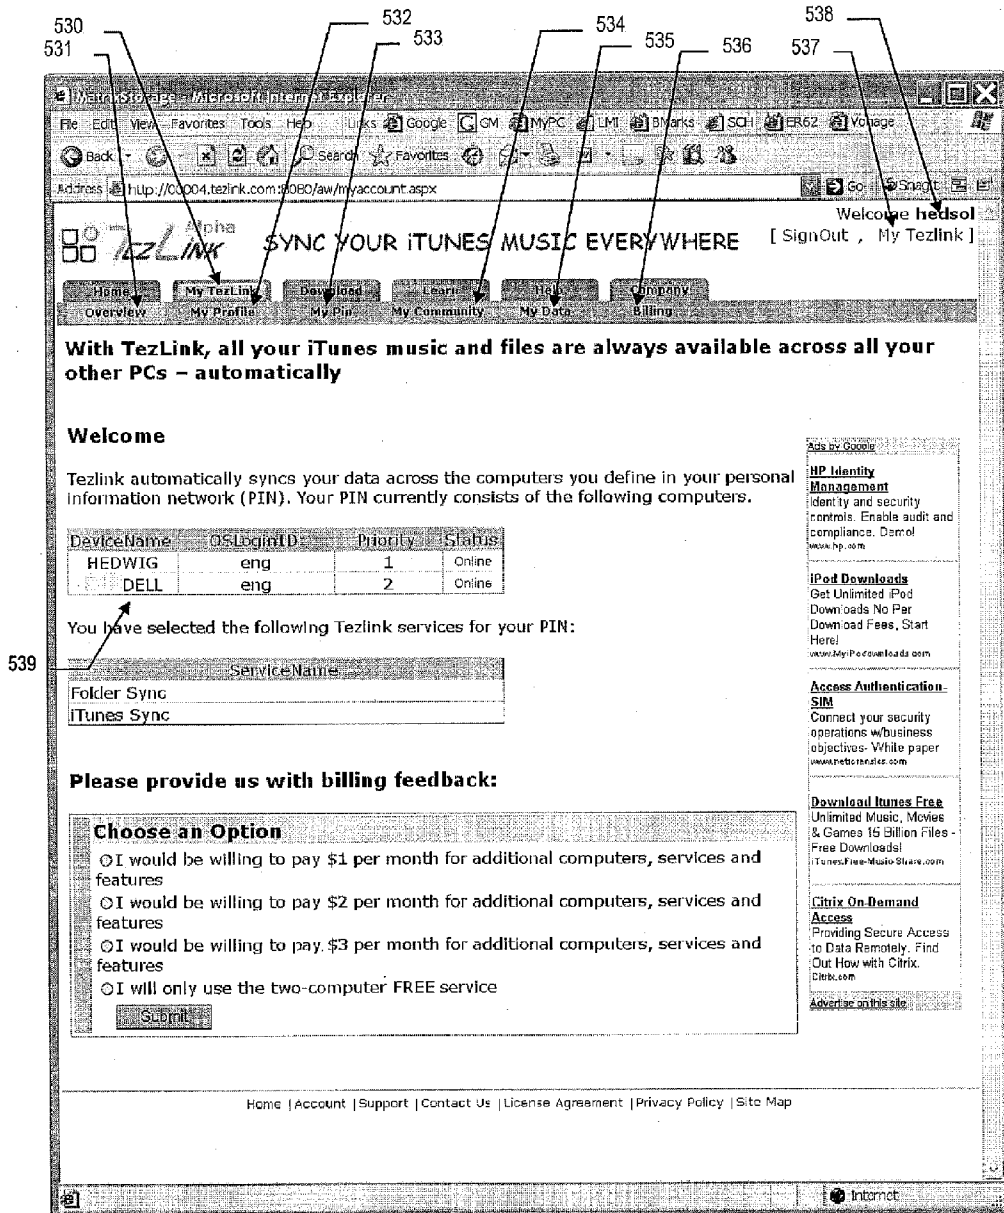 530
531
532
533
534
535
536
537
538
MatrixStorage - Microsoft Internet Explorer
File Edit View Favorites Tools Help Links Google GM MyPC LMI BMarks SCH ER62 Vonage
Back Search Favorites
Address http://00004.tezlink.com:8080/aw/myaccount.aspx Go SnagIt
Welcome hedsol
[ SignOut , My Tezlink ]
Alpha
TEZLINK SYNC YOUR iTUNES MUSIC EVERYWHERE
Home My TezLink Download Learn Help Company
Overview My Profile My Pin My Community My Data Billing
With TezLink, all your iTunes music and files are always available across all your
other PCs – automatically
Welcome
Tezlink automatically syncs your data across the computers you define in your personal
information network (PIN). Your PIN currently consists of the following computers.
DeviceName OSLoginID Priority Status
HEDWIG eng 1 Online
DELL eng 2 Online
You have selected the following Tezlink services for your PIN:
539
ServiceName
Folder Sync
iTunes Sync
Please provide us with billing feedback:
Choose an Option
I would be willing to pay $1 per month for additional computers, services and
features
I would be willing to pay $2 per month for additional computers, services and
features
I would be willing to pay $3 per month for additional computers, services and
features
I will only use the two-computer FREE service
Submit
Ads by Google
HP Identity
Management
Identity and security
controls. Enable audit and
compliance. Demo!
www.hp.com
iPod Downloads
Get Unlimited iPod
Downloads No Per
Download Fees, Start
Here!
www.MyiPodownloads.com
Access Authentication-
SIM
Connect your security
operations w/business
objectives- White paper
www.netforensics.com
Download Itunes Free
Unlimited Music, Movies
& Games 15 Billion Files -
Free Downloads!
iTunes.Free-Music-Share.com
Citrix On-Demand
Access
Providing Secure Access
to Data Remotely. Find
Out How with Citrix.
Citrix.com
Advertise on this site
Home |Account |Support |Contact Us |License Agreement |Privacy Policy |Site Map
Internet